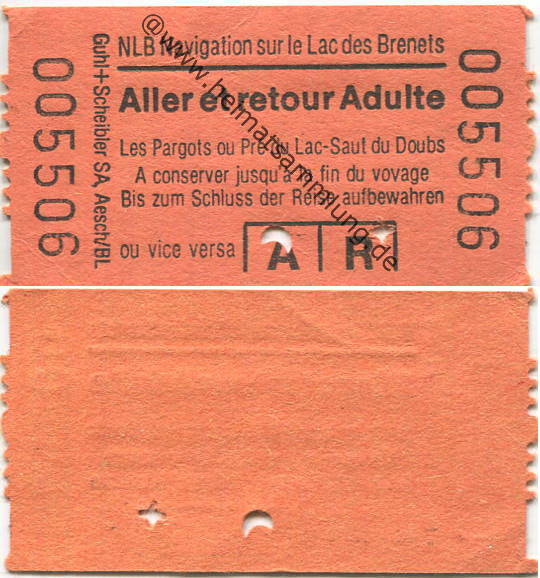 NLB Navigation sur le Lac des Brenets
Aller et retour Adulte
Les Pargots ou Pré du Lac-Saut du Doubs
A conserver jusqu'à la fin du voyage
Bis zum Schluss der Reise aufbewahren
ou vice versa
A R
005506
Guhl+Scheibler SA, Aesch/BL
005506
@www.heimatsammlung.de